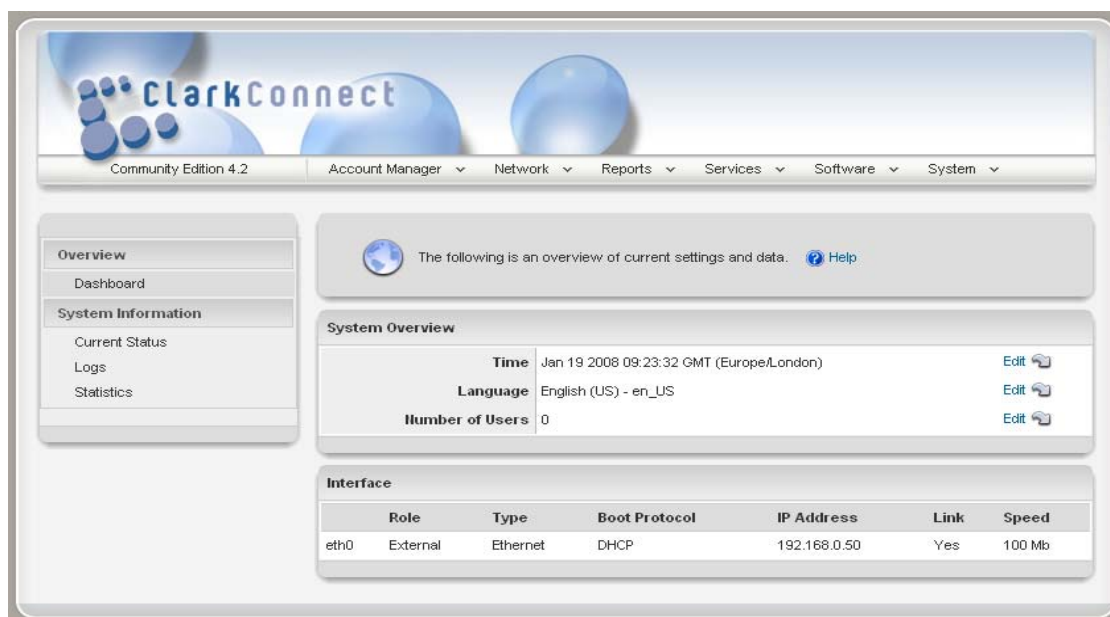 ClarkConnect
Community Edition 4.2
Account Manager Network Reports Services Software System
Overview
Dashboard
System Information
Current Status
Logs
Statistics
The following is an overview of current settings and data. Help
System Overview
Time Jan 19 2008 09:23:32 GMT (Europe/London) Edit
Language English (US) - en_US Edit
Number of Users 0 Edit
Interface
Role Type Boot Protocol IP Address Link Speed
eth0 External Ethernet DHCP 192.168.0.50 Yes 100 Mb